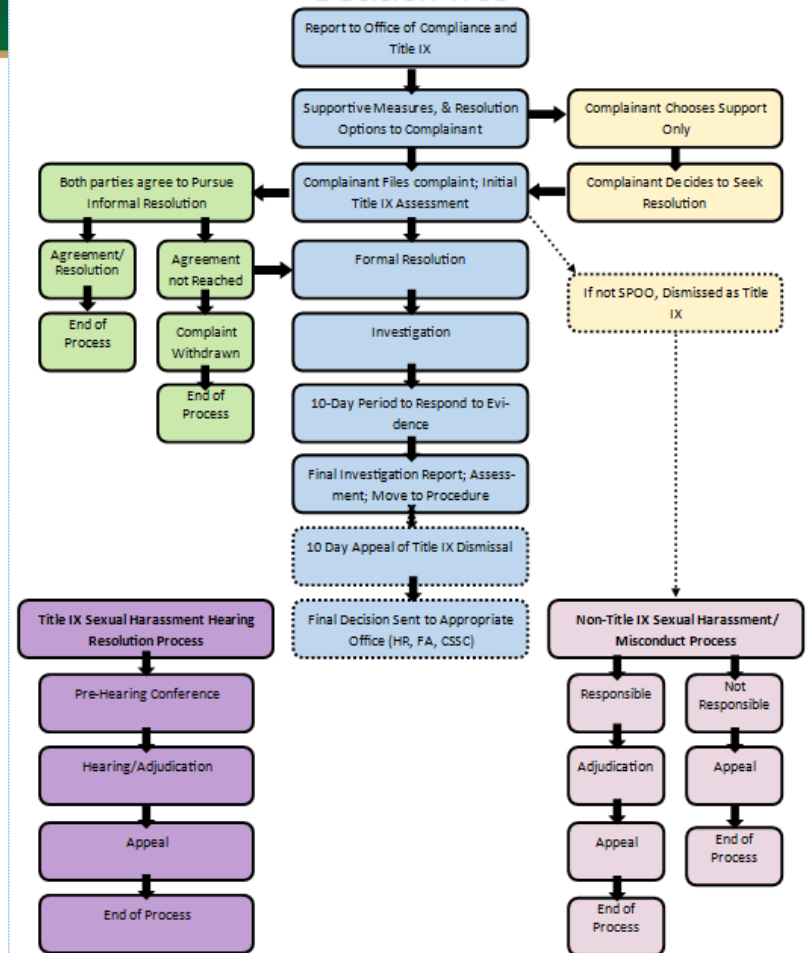 Report to Office of Compliance and
Title IX
Supportive Measures, & Resolution
Options to Complainant
Complainant Chooses Support
Only
Both parties agree to Pursue
Informal Resolution
Complainant Files complaint; Initial
Title IX Assessment
Complainant Decides to Seek
Resolution
Agreement/
Resolution
Agreement
not Reached
Formal Resolution
If not SPOO, Dismissed as Title
IX
End of
Process
Complaint
Withdrawn
Investigation
End of
Process
10-Day Period to Respond to Evi-
dence
Final Investigation Report; Assess-
ment; Move to Procedure
10 Day Appeal of Title IX Dismissal
Title IX Sexual Harassment Hearing
Resolution Process
Final Decision Sent to Appropriate
Office (HR, FA, CSSC)
Non-Title IX Sexual Harassment/
Misconduct Process
Pre-Hearing Conference
Responsible
Not
Responsible
Hearing/Adjudication
Adjudication
Appeal
Appeal
Appeal
End of
Process
End of Process
End of
Process